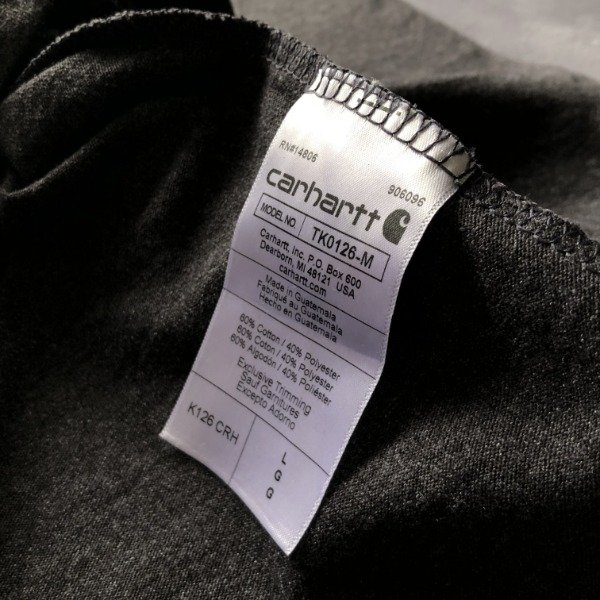 RN#14806 906096
carhartt
MODEL NO. TK0126-M
Carhartt, Inc. P.O. Box 600
Dearborn, MI 48121 USA
carhartt.com
Made in Guatemala
Fabriqué au Guatemala
Hecho en Guatemala
60% Cotton / 40% Polyester
60% Coton / 40% Polyester
60% Algodón / 40% Poliéster
Exclusive Trimming
Sauf Garnitures
Excepto Adorno
K126 CRH
L
G
G